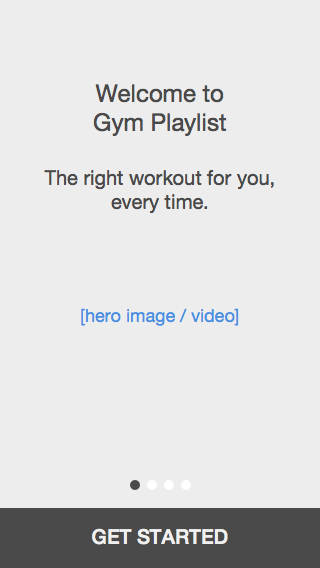 Welcome to
Gym Playlist
The right workout for you,
every time.
[hero image / video]
GET STARTED